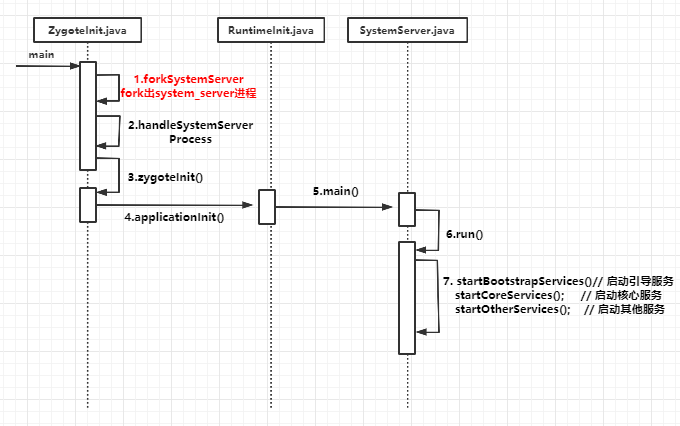 ZygoteInit.java
RuntimeInit.java
SystemServer.java
main
1.forkSystemServer
fork出system_server进程
2.handleSystemServer
Process
3.zygoteInit()
4.applicationInit()
5.main()
6.run()
7. startBootstrapServices()// 启动引导服务
startCoreServices(); // 启动核心服务
startOtherServices(); // 启动其他服务